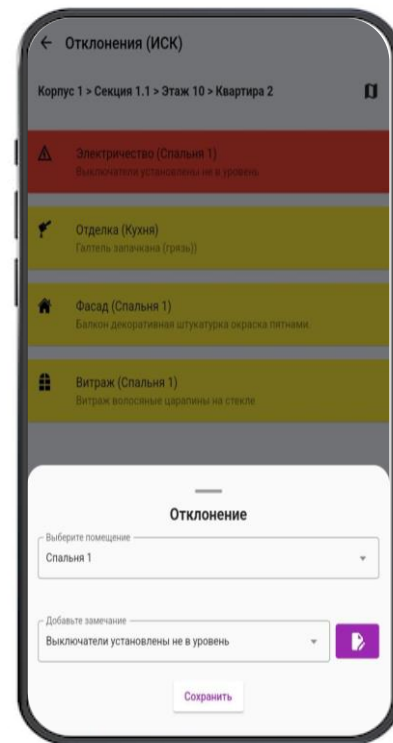 Отклонения (ИСК)
Корпус 1 > Секция 1.1 > Этаж 10 > Квартира 2
Электричество (Спальня 1)
Выключатели установлены не в уровень
Отделка (Кухня)
Галтель запачкана (грязь))
Фасад (Спальня 1)
Балкон декоративная штукатурка окраска пятнами.
Витраж (Спальня 1)
Витраж волосяные царапины на стекле
Отклонение
Выберите помещение
Спальня 1
Добавьте замечание
Выключатели установлены не в уровень
Сохранить